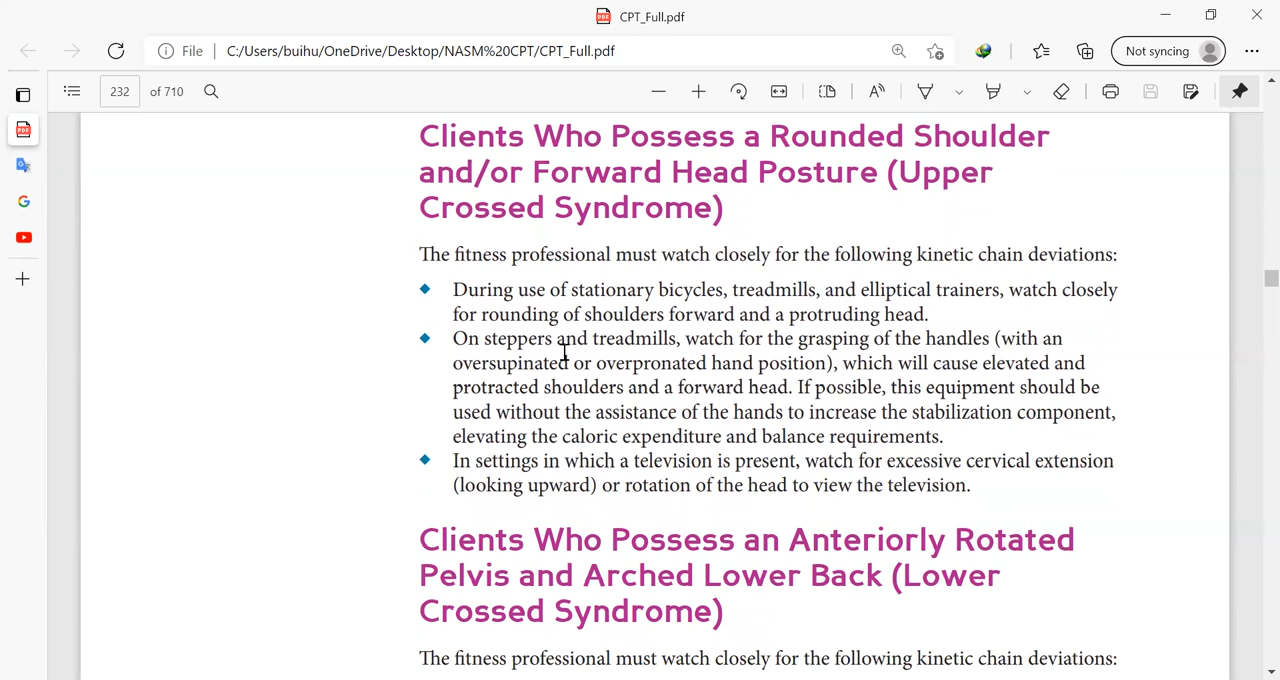 CPT_Full.pdf
File
C:/Users/buihu/OneDrive/Desktop/NASM%20CPT/CPT_Full.pdf
Not syncing
232 of 710
Clients Who Possess a Rounded Shoulder
and/or Forward Head Posture (Upper
Crossed Syndrome)
The fitness professional must watch closely for the following kinetic chain deviations:
◆ During use of stationary bicycles, treadmills, and elliptical trainers, watch closely
for rounding of shoulders forward and a protruding head.
◆ On steppers and treadmills, watch for the grasping of the handles (with an
oversupinated or overpronated hand position), which will cause elevated and
protracted shoulders and a forward head. If possible, this equipment should be
used without the assistance of the hands to increase the stabilization component,
elevating the caloric expenditure and balance requirements.
◆ In settings in which a television is present, watch for excessive cervical extension
(looking upward) or rotation of the head to view the television.
Clients Who Possess an Anteriorly Rotated
Pelvis and Arched Lower Back (Lower
Crossed Syndrome)
The fitness professional must watch closely for the following kinetic chain deviations: